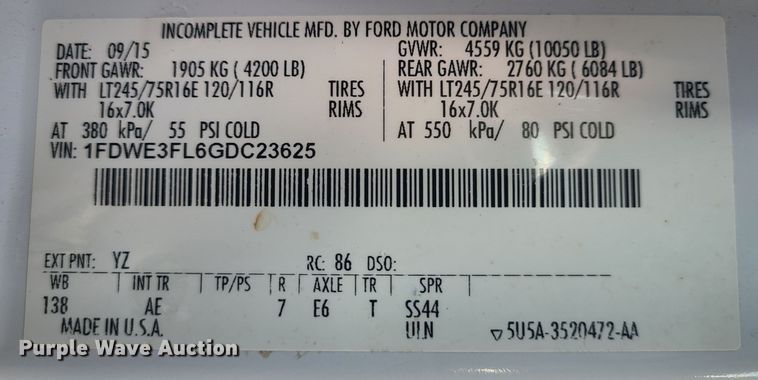 INCOMPLETE VEHICLE MFD. BY FORD MOTOR COMPANY
DATE: 09/15 GVWR: 4559 KG (10050 LB)
FRONT GAWR: 1905 KG ( 4200 LB) REAR GAWR: 2760 KG ( 6084 LB)
WITH LT245/75R16E 120/116R TIRES WITH LT245/75R16E 120/116R TIRES
16x7.0K RIMS 16x7.0K RIMS
AT 380 kPa/ 55 PSI COLD AT 550 kPa/ 80 PSI COLD
VIN: 1FDWE3FL6GDC23625
EXT PNT: YZ RC: 86 DSO:
WB INT TR TP/PS R AXLE TR SPR
138 AE 7 E6 T SS44
MADE IN U.S.A. ULN ▽5U5A-3520472-AA
Purple Wave Auction